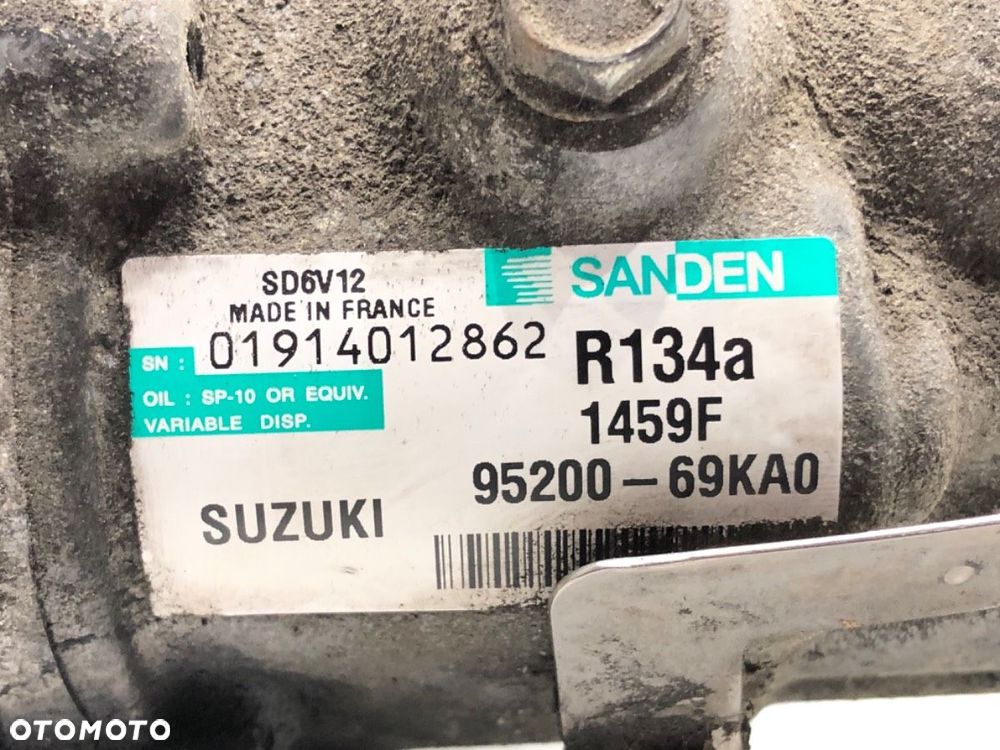 SD6V12
MADE IN FRANCE
SANDEN
SN : 01914012862
R134a
OIL : SP-10 OR EQUIV.
VARIABLE DISP.
1459F
95200-69KA0
SUZUKI
OTOMOTO